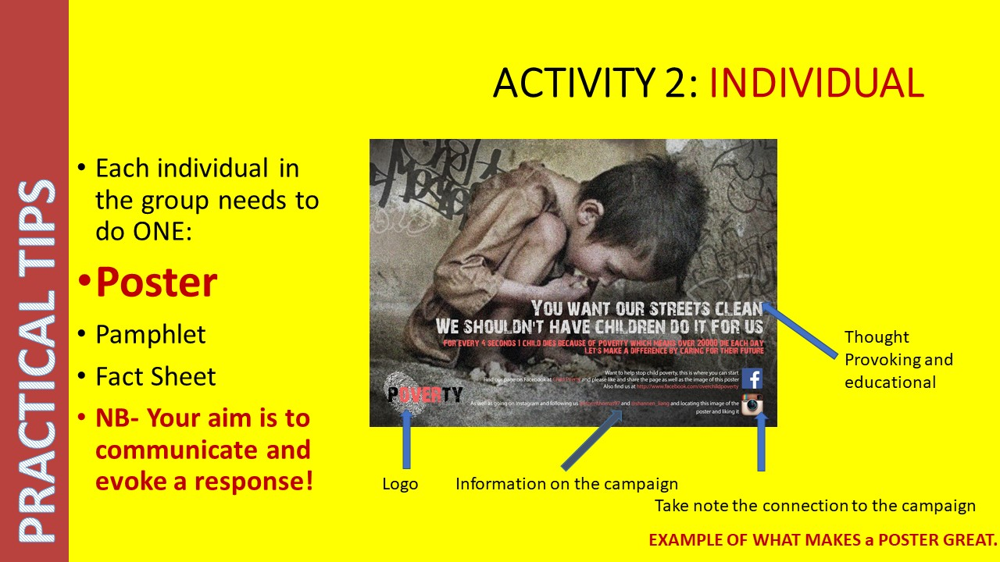 PRACTICAL TIPS
ACTIVITY 2: INDIVIDUAL
• Each individual in
the group needs to
do ONE:
• Poster
• Pamphlet
• Fact Sheet
• NB- Your aim is to
communicate and
evoke a response!
YOU WANT OUR STREETS CLEAN
WE SHOULDN'T HAVE CHILDREN DO IT FOR US
FOR EVERY 4 SECONDS 1 CHILD DIES BECAUSE OF POVERTY WHICH MEANS OVER 20000 DIE EACH DAY
LET'S MAKE A DIFFERENCE BY CARING FOR THEIR FUTURE
Want to help stop child poverty, this is where you can start
Find our page on Facebook at and please like and share the page as well as the image of this poster
Also find us at http://www.facebook.com/overchildpoverty
As well as going on Instagram and following us and @shannen_liang and locating this image of the
poster and liking it
POVERTY
Thought
Provoking and
educational
Logo
Information on the campaign
Take note the connection to the campaign
EXAMPLE OF WHAT MAKES a POSTER GREAT.